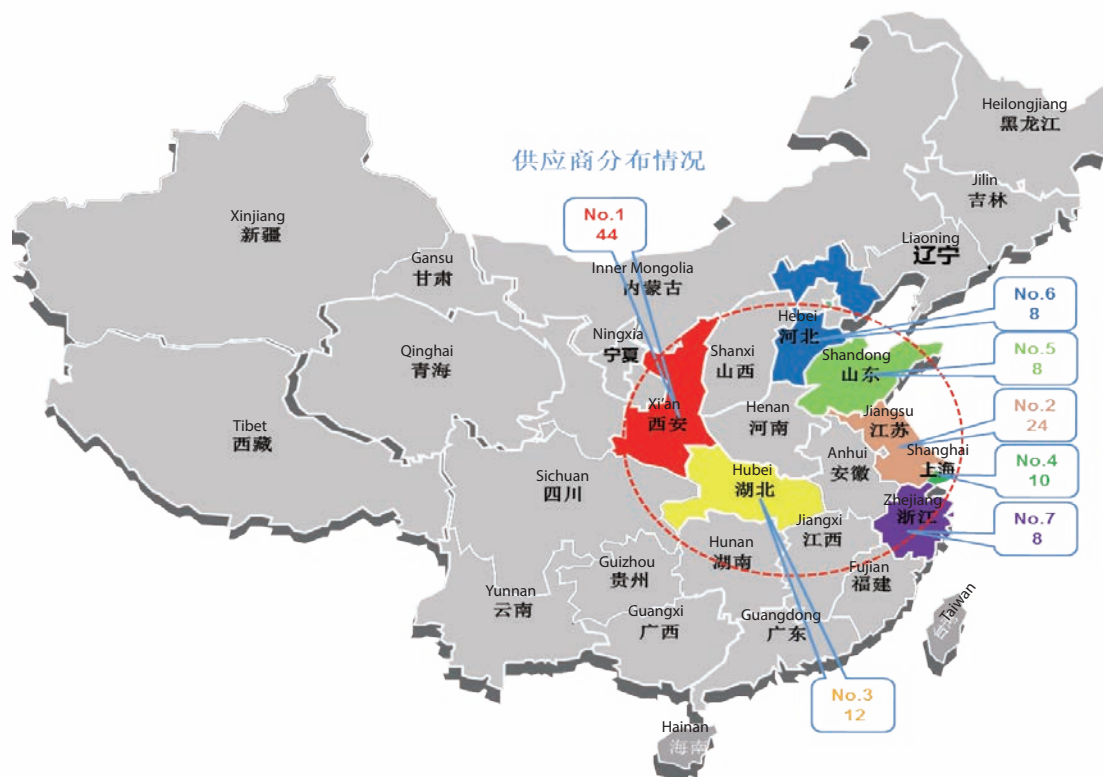 Heilongjiang
黑龙江
供应商分布情况
Jilin
吉林
Xinjiang
新疆
No.1
44
Liaoning
辽宁
Gansu
甘肃
Inner Mongolia
内蒙古
No.6
8
Hebei
河北
Ningxia
宁夏
Qinghai
青海
Shanxi
山西
Shandong
山东
No.5
8
Xi'an
西安
Henan
河南
Jiangsu
江苏
No.2
24
Tibet
西藏
Sichuan
四川
Hubei
湖北
Anhui
安徽
Shanghai
上海
No.4
10
Zhejiang
浙江
No.7
8
Jiangxi
江西
Hunan
湖南
Guizhou
贵州
Fujian
福建
Yunnan
云南
Guangxi
广西
Guangdong
广东
Taiwan
台湾
No.3
12
Hainan
海南